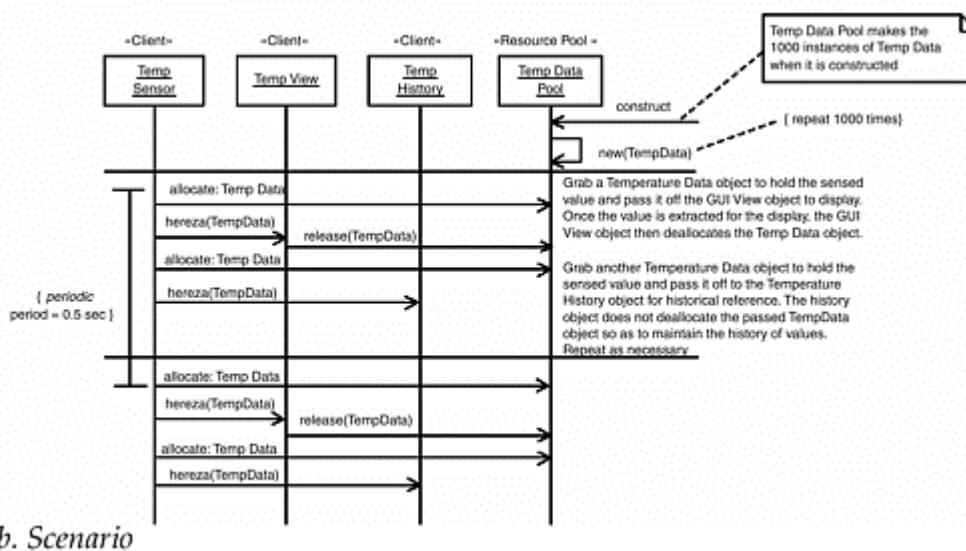 «Client»
«Client»
«Client»
«Resource Pool »
Temp Data Pool makes the
1000 instances of Temp Data
when it is constructed
Temp
Sensor
Temp View
Temp
Histtory
Temp Data
Pool
construct
{ repeat 1000 times}
new(TempData)
allocate: Temp Data
Grab a Temperature Data object to hold the sensed
value and pass it off the GUI View object to display.
Once the value is extracted for the display, the GUI
View object then deallocates the Temp Data object.
hereza(TempData)
release(TempData)
allocate: Temp Data
Grab another Temperature Data object to hold the
sensed value and pass it off to the Temperature
History object for historical reference. The history
object does not deallocate the passed TempData
object so as to maintain the history of values.
Repeat as necessary
hereza(TempData)
{ periodic
period = 0.5 sec }
allocate: Temp Data
hereza(TempData)
release(TempData)
allocate: Temp Data
hereza(TempData)
b. Scenario